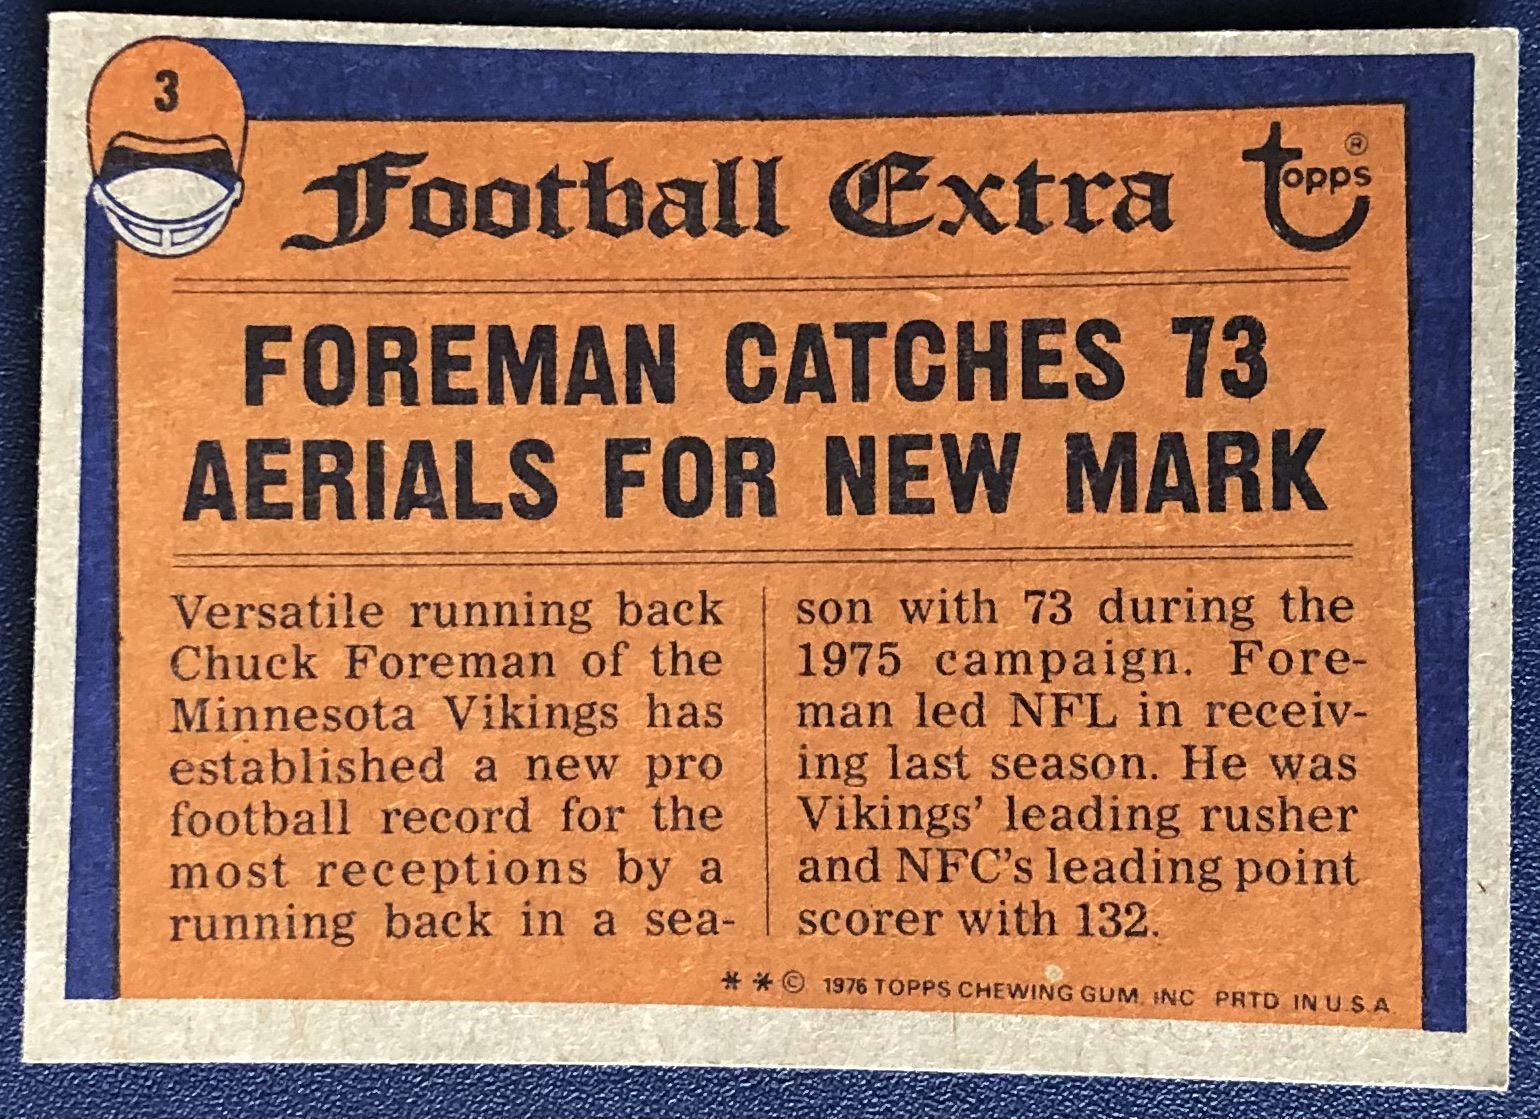 3
Football Extra
Topps ®
FOREMAN CATCHES 73
AERIALS FOR NEW MARK
Versatile running back
Chuck Foreman of the
Minnesota Vikings has
established a new pro
football record for the
most receptions by a
running back in a sea-
son with 73 during the
1975 campaign. Fore-
man led NFL in receiv-
ing last season. He was
Vikings' leading rusher
and NFC's leading point
scorer with 132.
* * © 1976 TOPPS CHEWING GUM, INC PRTD IN U.S.A